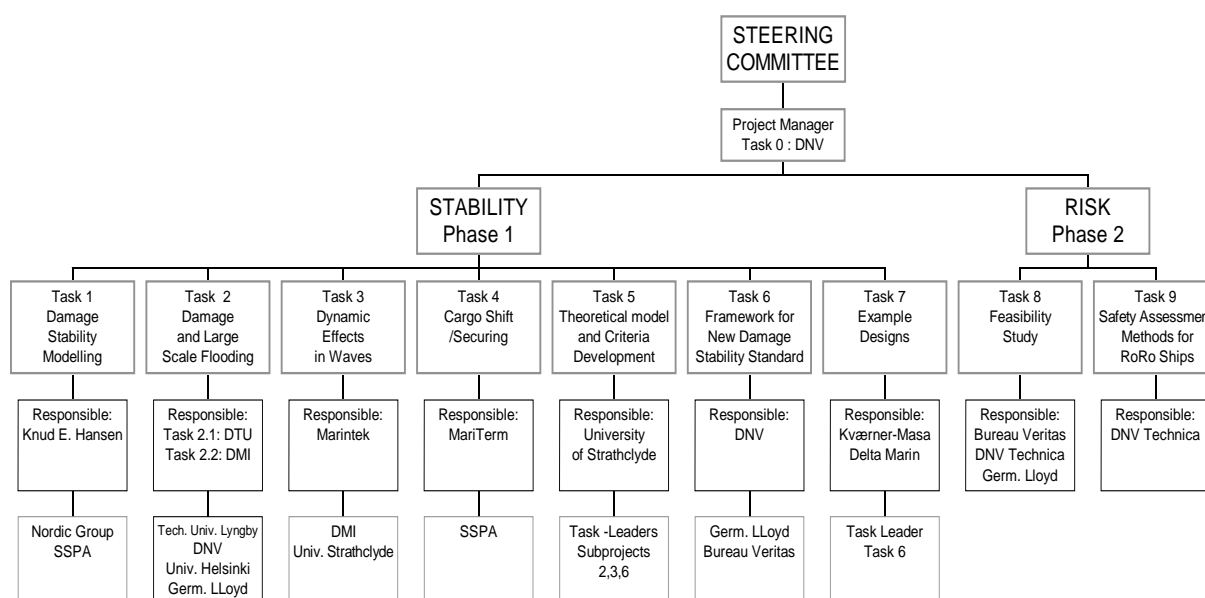 STEERING
COMMITTEE
Project Manager
Task 0 : DNV
STABILITY
Phase 1
RISK
Phase 2
Task 1
Damage
Stability
Modelling
Task 2
Damage
and Large
Scale Flooding
Task 3
Dynamic
Effects
in Waves
Task 4
Cargo Shift
/Securing
Task 5
Theoretical model
and Criteria
Development
Task 6
Framework for
New Damage
Stability Standard
Task 7
Example
Designs
Task 8
Feasibility
Study
Task 9
Safety Assessmen
Methods for
RoRo Ships
Responsible:
Knud E. Hansen
Responsible:
Task 2.1: DTU
Task 2.2: DMI
Responsible:
Marintek
Responsible:
MariTerm
Responsible:
University
of Strathclyde
Responsible:
DNV
Responsible:
Kværner-Masa
Delta Marin
Responsible:
Bureau Veritas
DNV Technica
Germ. Lloyd
Responsible:
DNV Technica
Nordic Group
SSPA
Tech. Univ. Lyngby
DNV
Univ. Helsinki
Germ. LLoyd
DMI
Univ. Strathclyde
SSPA
Task -Leaders
Subprojects
2,3,6
Germ. LLoyd
Bureau Veritas
Task Leader
Task 6